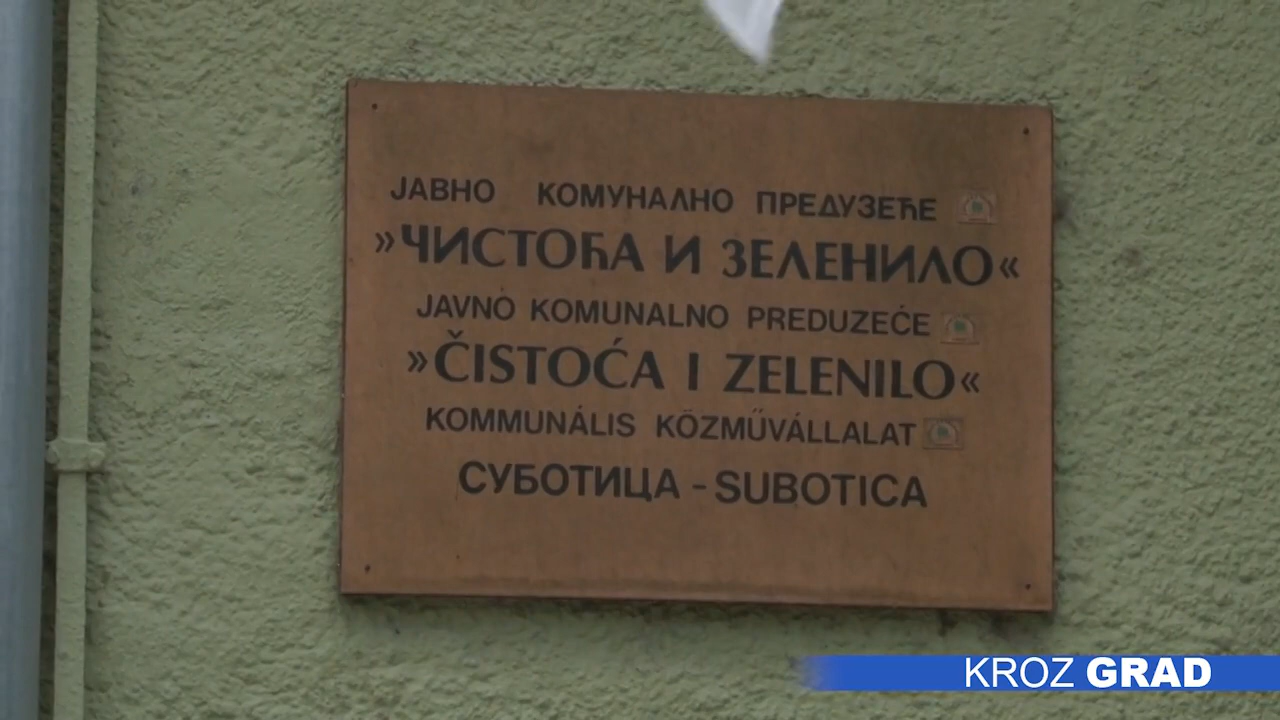 ЈАВНО КОМУНАЛНО ПРЕДУЗЕЋЕ
»ЧИСТОЋА И ЗЕЛЕНИЛО«
JAVNO KOMUNALNO PREDUZEĆE
»ČISTOĆA I ZELENILO«
KOMMUNÁLIS KÖZMŰVÁLLALAT
СУБОТИЦА - SUBOTICA
KROZ GRAD